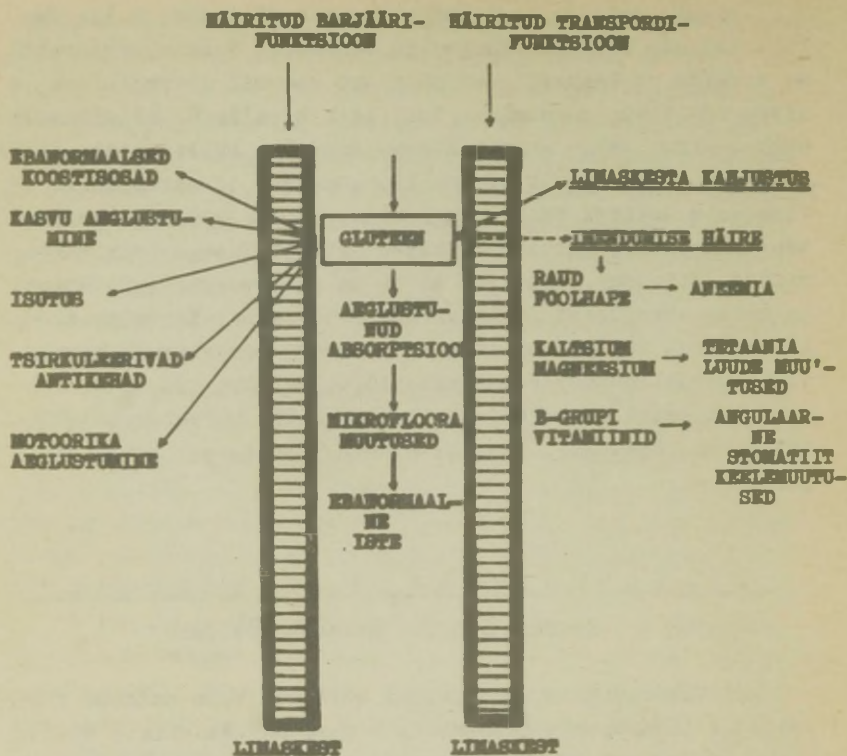 HÄIRITUD BARJÄÄRI-
FUNKTSIOON
HÄIRITUD TRANSPORDI-
FUNKTSIOON
EBANORMAALSED
KOOSTISOSAD
KASVU AEGLUSTU-
MINE
ISUTUS
TSIRKULEERIVAD
ANTIKEHAD
MOTOORIKA
AEGLUSTUMINE
GLUTEEN
AEGLUSTU-
NUD
ABSORPTSIOON
MIKROFLOORA
MUUTUSED
EBANORMAAL-
NE
ISTE
LIMASKESTA KAHJUSTUS
IMENDUMISE HÄIRE
RAUD
FOOLHAPE
ANEEMIA
KALTSIUM
MAGNEESIUM
TETAANIA
LUUDE MUU'-
TUSED
B-GRUPI
VITAMIINID
ANGULAAR-
NE
STOMATIIT
KEELEMUUTU-
SED
LIMASKEST
LIMASKEST